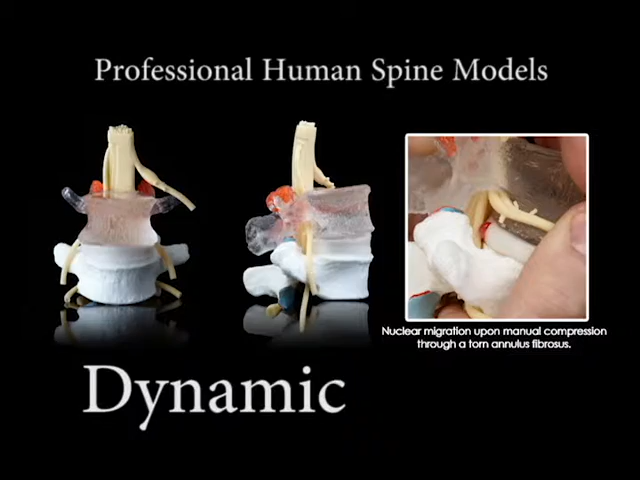 Professional Human Spine Models
Nuclear migration upon manual compression
through a torn annulus fibrosus.
Dynamic